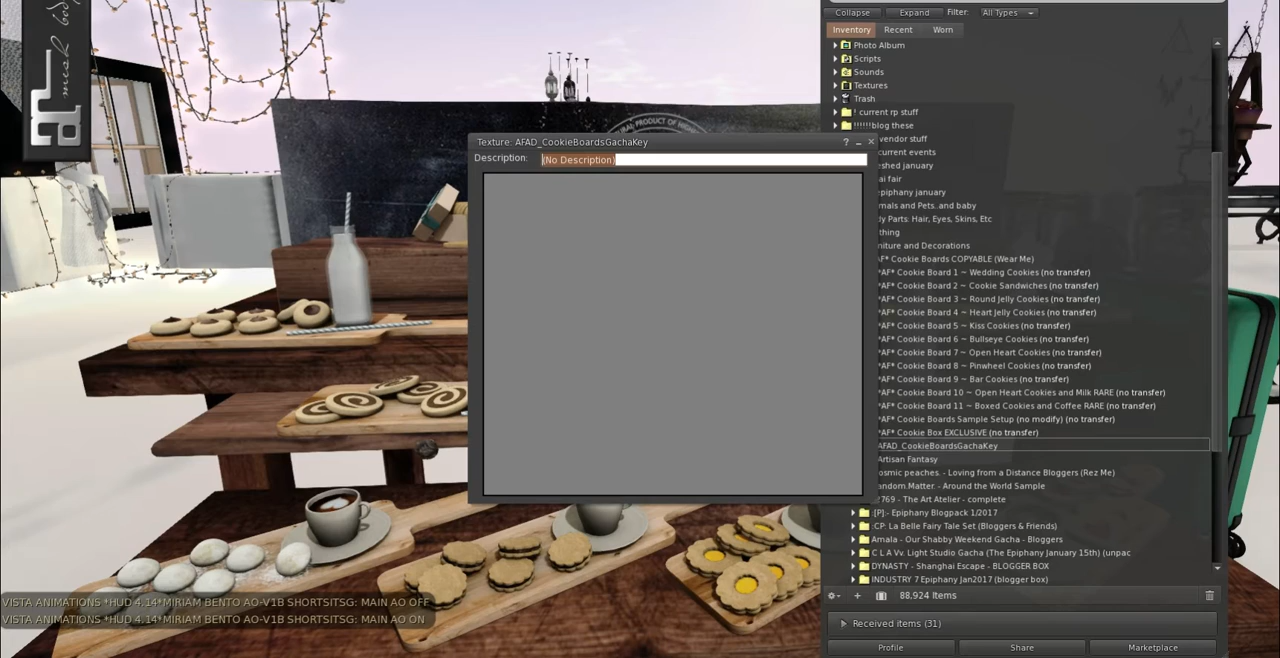 mesh body
Collapse Expand Filter: All Types
Inventory Recent Worn
Photo Album
Scripts
Sounds
Textures
Trash
! current rp stuff
!!!!!!blog these
vendor stuff
current events
eshed january
ai fair
epiphany january
mals and Pets..and baby
dy Parts: Hair, Eyes, Skins, Etc
thing
niture and Decorations
AF* Cookie Boards COPYABLE (Wear Me)
*AF* Cookie Board 1 ~ Wedding Cookies (no transfer)
*AF* Cookie Board 2 ~ Cookie Sandwiches (no transfer)
*AF* Cookie Board 3 ~ Round Jelly Cookies (no transfer)
*AF* Cookie Board 4 ~ Heart Jelly Cookies (no transfer)
*AF* Cookie Board 5 ~ Kiss Cookies (no transfer)
*AF* Cookie Board 6 ~ Bullseye Cookies (no transfer)
*AF* Cookie Board 7 ~ Open Heart Cookies (no transfer)
*AF* Cookie Board 8 ~ Pinwheel Cookies (no transfer)
*AF* Cookie Board 9 ~ Bar Cookies (no transfer)
*AF* Cookie Board 10 ~ Open Heart Cookies and Milk RARE (no transfer)
*AF* Cookie Board 11 ~ Boxed Cookies and Coffee RARE (no transfer)
*AF* Cookie Boards Sample Setup (no modify) (no transfer)
*AF* Cookie Box EXCLUSIVE (no transfer)
AFAD_CookieBoardsGachaKey
Artisan Fantasy
osmic peaches. - Loving from a Distance Bloggers (Rez Me)
andom.Matter. - Around the World Sample
2769 - The Art Atelier - complete
:[P]:- Epiphany Blogpack 1/2017
:CP: La Belle Fairy Tale Set (Bloggers & Friends)
Amala - Our Shabby Weekend Gacha - Bloggers
C L A Vv. Light Studio Gacha (The Epiphany January 15th) (unpac
DYNASTY - Shanghai Escape - BLOGGER BOX
INDUSTRY 7 Epiphany Jan2017 (blogger box)
88,924 Items
Received items (31)
Profile Share Marketplace
Texture: AFAD_CookieBoardsGachaKey
Description: (No Description)
VISTA ANIMATIONS *HUD 4.14*MIRIAM BENTO AO-V1B SHORTSITSG: MAIN AO OFF
VISTA ANIMATIONS *HUD 4.14*MIRIAM BENTO AO-V1B SHORTSITSG: MAIN AO ON